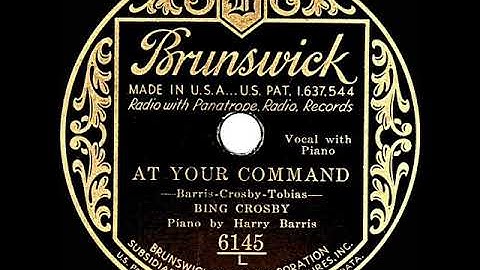 B
Brunswick
MADE IN U.S.A...U.S. PAT. 1.637,544
Radio with Panatrope, Radio, Records
Vocal with
Piano
AT YOUR COMMAND
—Barris-Crosby-Tobias—
BING CROSBY
Piano by Harry Barris
6145
L
BRUNSWICK